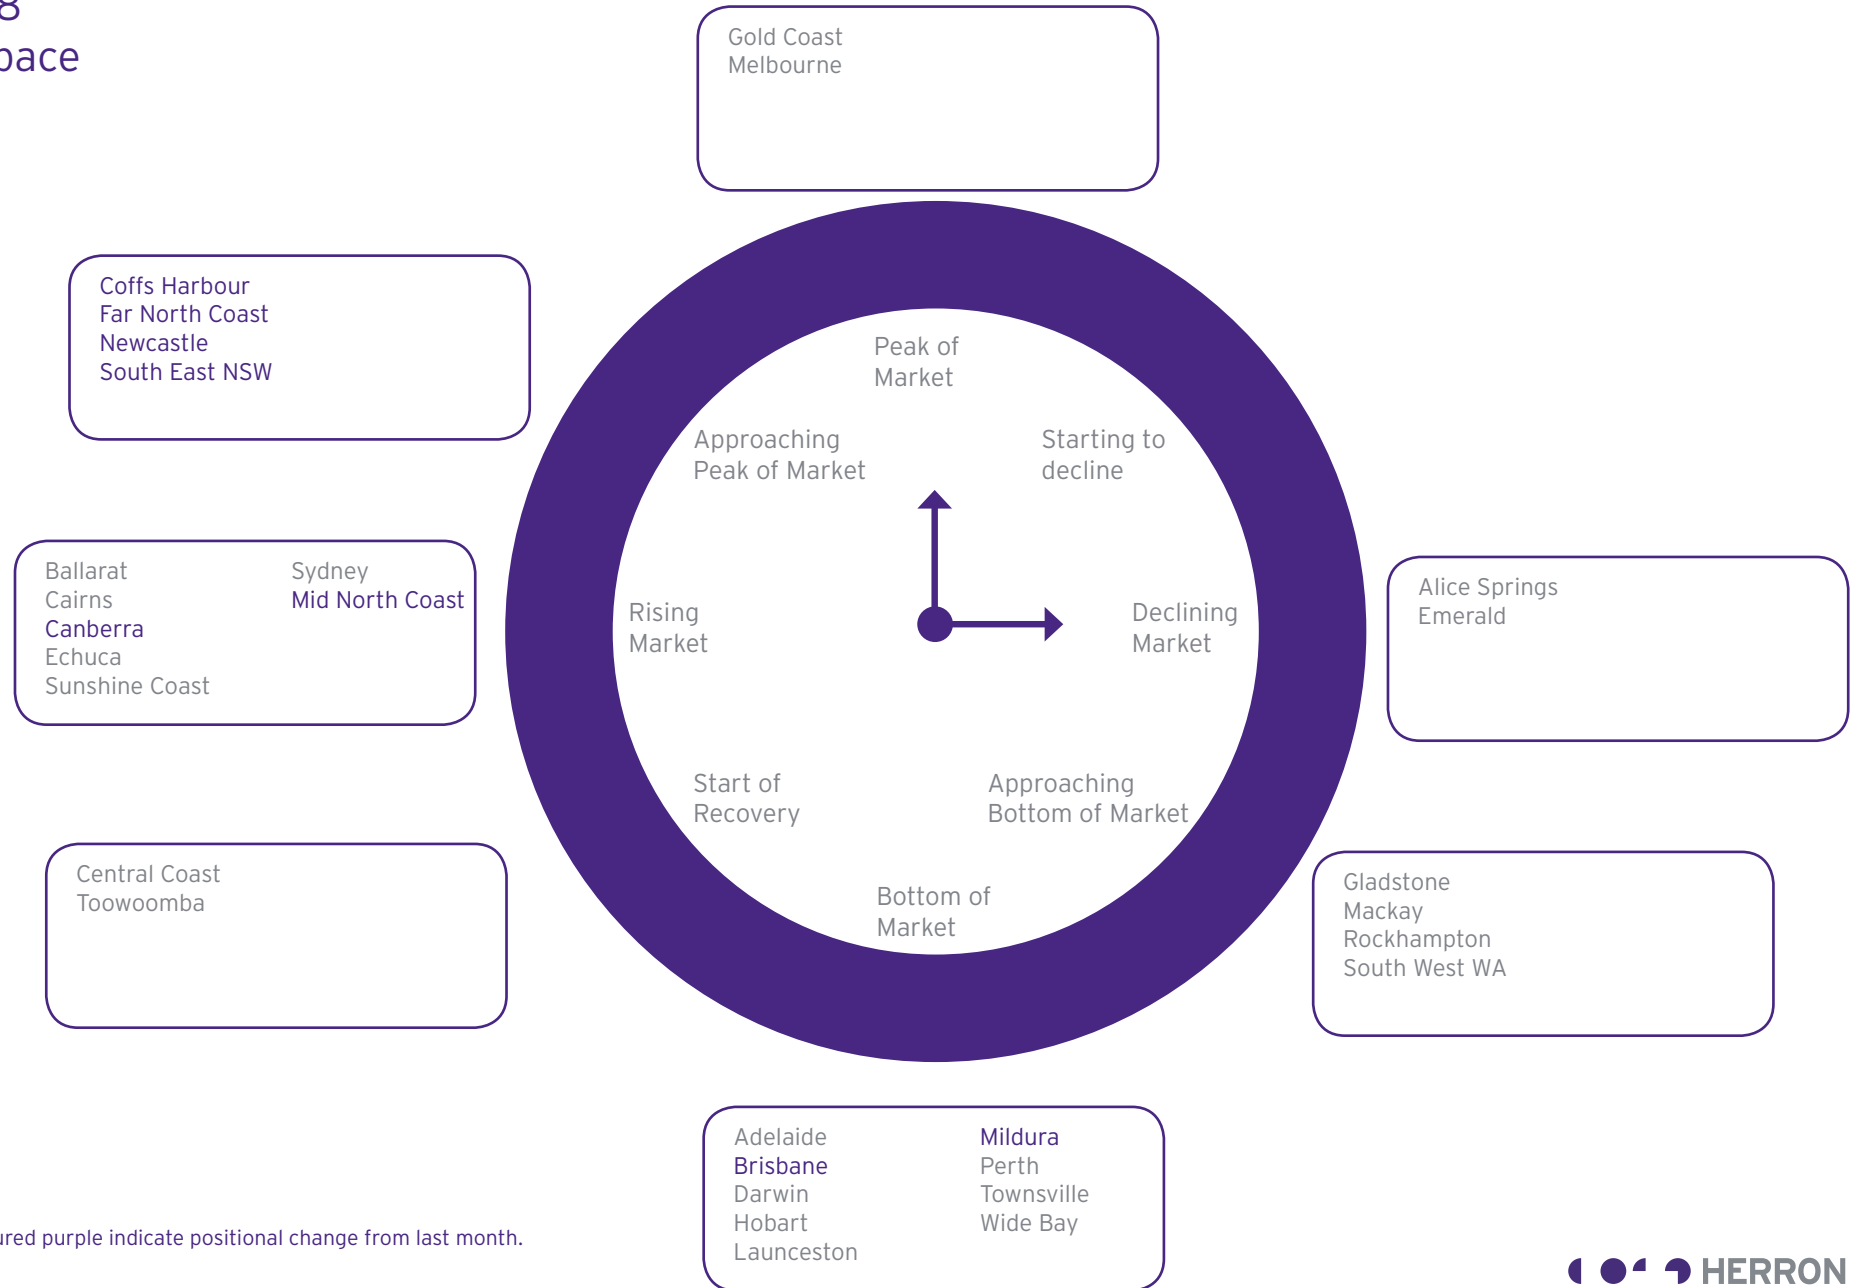 8
pace
Gold Coast
Melbourne
Coffs Harbour
Far North Coast
Newcastle
South East NSW
Peak of
Market
Approaching
Peak of Market
Starting to
decline
Ballarat
Cairns
Canberra
Echuca
Sunshine Coast
Sydney
Mid North Coast
Rising
Market
Declining
Market
Alice Springs
Emerald
Start of
Recovery
Approaching
Bottom of Market
Central Coast
Toowoomba
Bottom of
Market
Gladstone
Mackay
Rockhampton
South West WA
Adelaide
Brisbane
Darwin
Hobart
Launceston
Mildura
Perth
Townsville
Wide Bay
ured purple indicate positional change from last month.
HERRON